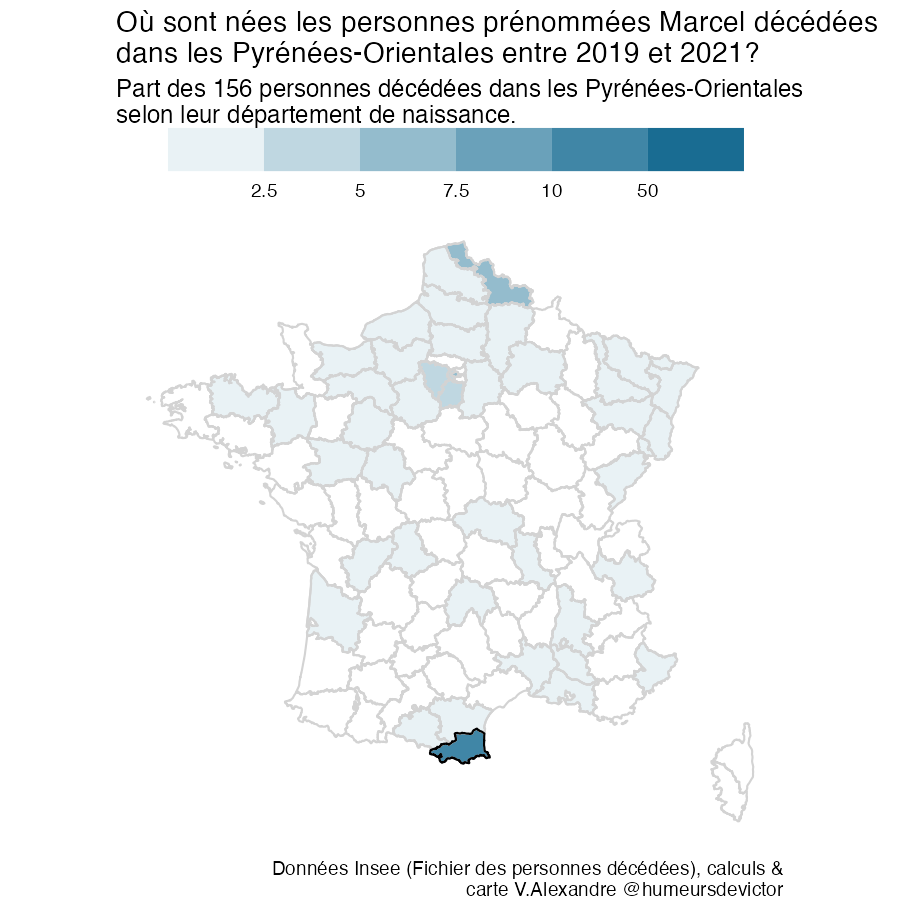 Où sont nées les personnes prénommées Marcel décédées
dans les Pyrénées-Orientales entre 2019 et 2021?
Part des 156 personnes décédées dans les Pyrénées-Orientales
selon leur département de naissance.
2.5 5 7.5 10 50
Données Insee (Fichier des personnes décédées), calculs &
carte V.Alexandre @humeursdevictor